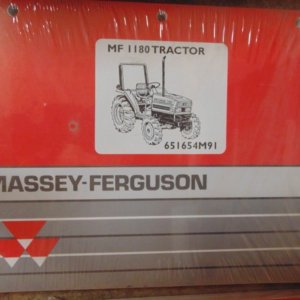 MF 1180 TRACTOR
651654M91
MASSEY-FERGUSON